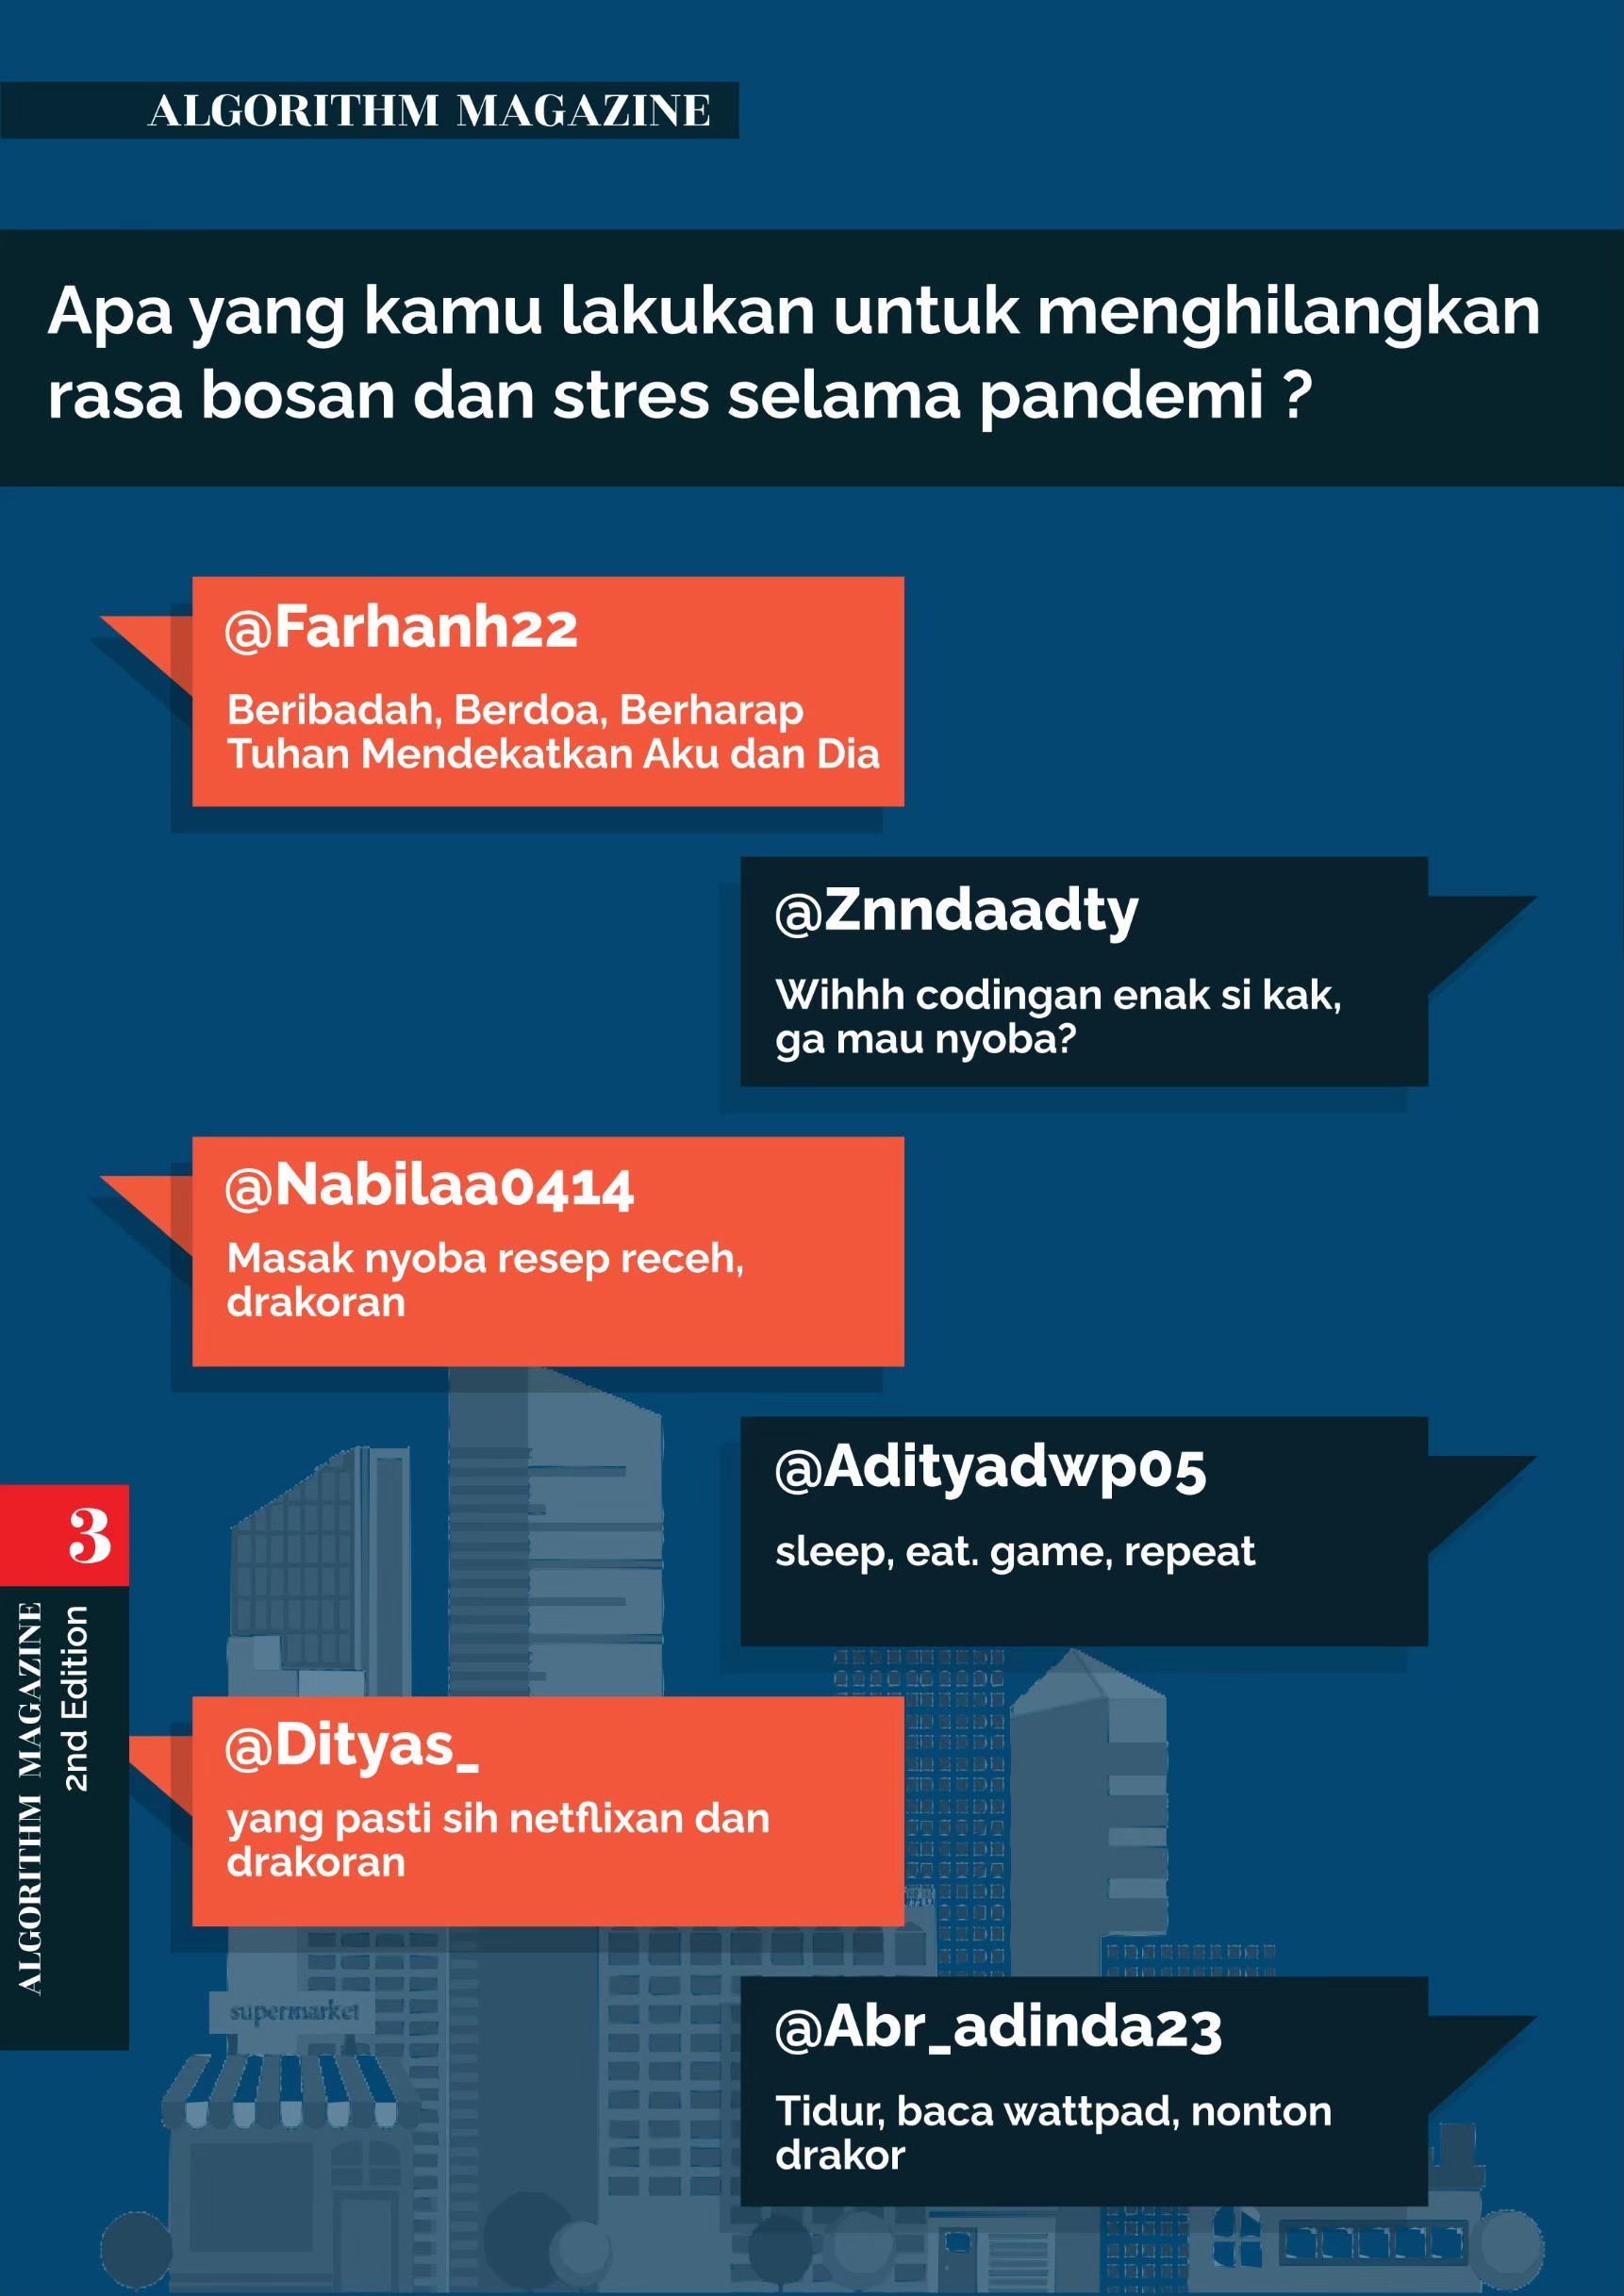 ALGORITHM MAGAZINE
Apa yang kamu lakukan untuk menghilangkan
rasa bosan dan stres selama pandemi ?
@Farhanh22
Beribadah, Berdoa, Berharap
Tuhan Mendekatkan Aku dan Dia
@Znndaadty
Wihhh codingan enak si kak,
ga mau nyoba?
@Nabilaa0414
Masak nyoba resep receh,
drakoran
@Adityadwp05
sleep, eat. game, repeat
3
ALGORITHM MAGAZINE
2nd Edition
@Dityas_
yang pasti sih netflixan dan
drakoran
supermarket
@Abr_adinda23
Tidur, baca wattpad, nonton
drakor